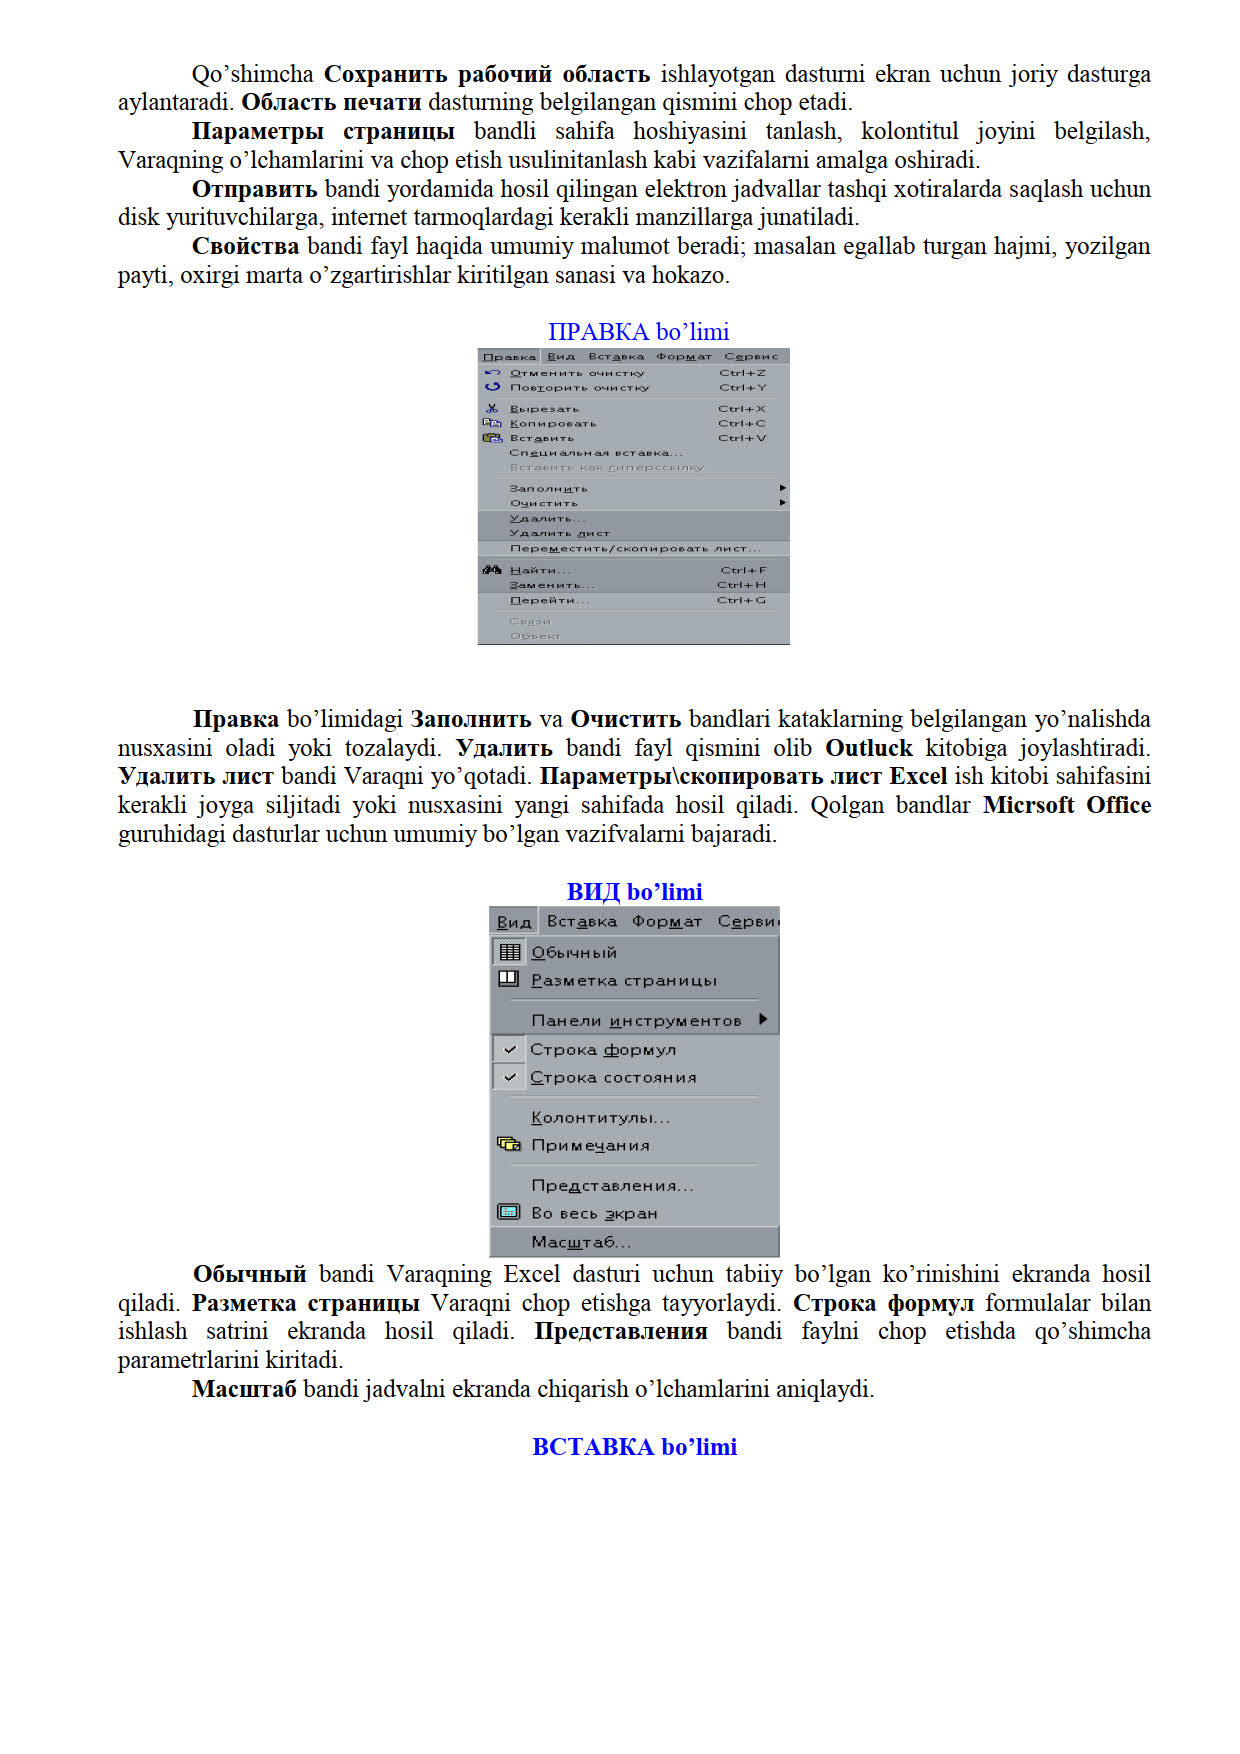 Qo’shimcha Сохранить рабочий область ishlayotgan dasturni ekran uchun joriy dasturga
aylantaradi. Область печати dasturning belgilangan qismini chop etadi.
Параметры страницы bandli sahifa hoshiyasini tanlash, kolontitul joyini belgilash,
Varaqning o’lchamlarini va chop etish usulinitanlash kabi vazifalarni amalga oshiradi.
Отправить bandi yordamida hosil qilingan elektron jadvallar tashqi xotiralarda saqlash uchun
disk yurituvchilarga, internet tarmoqlardagi kerakli manzillarga junatiladi.
Свойства bandi fayl haqida umumiy malumot beradi; masalan egallab turgan hajmi, yozilgan
payti, oxirgi marta o’zgartirishlar kiritilgan sanasi va hokazo.
ПРАВКА bo’limi
Правка Вид Вставка Формат Сервис
Отменить очистку Ctrl+Z
Повторить очистку Ctrl+Y
Вырезать Ctrl+X
Копировать Ctrl+C
Вставить Ctrl+V
Специальная вставка...
Вставить как гиперссылку
Заполнить
Очистить
Удалить...
Удалить лист
Переместить/скопировать лист...
Найти... Ctrl+F
Заменить... Ctrl+H
Перейти... Ctrl+G
Связи...
Объект
Правка bo’limidagi Заполнить va Очистить bandlari kataklarning belgilangan yo’nalishda
nusxasini oladi yoki tozalaydi. Удалить bandi fayl qismini olib Outluck kitobiga joylashtiradi.
Удалить лист bandi Varaqni yo’qotadi. Параметры\скопировать лист Excel ish kitobi sahifasini
kerakli joyga siljitadi yoki nusxasini yangi sahifada hosil qiladi. Qolgan bandlar Micrsoft Office
guruhidagi dasturlar uchun umumiy bo’lgan vazifvalarni bajaradi.
ВИД bo’limi
Вид Вставка Формат Серви
Обычный
Разметка страницы
Панели инструментов
Строка формул
Строка состояния
Колонтитулы...
Примечания
Представления...
Во весь экран
Масштаб...
Обычный bandi Varaqning Excel dasturi uchun tabiiy bo’lgan ko’rinishini ekranda hosil
qiladi. Разметка страницы Varaqni chop etishga tayyorlaydi. Строка формул formulalar bilan
ishlash satrini ekranda hosil qiladi. Представления bandi faylni chop etishda qo’shimcha
parametrlarini kiritadi.
Масштаб bandi jadvalni ekranda chiqarish o’lchamlarini aniqlaydi.
ВСТАВКА bo’limi